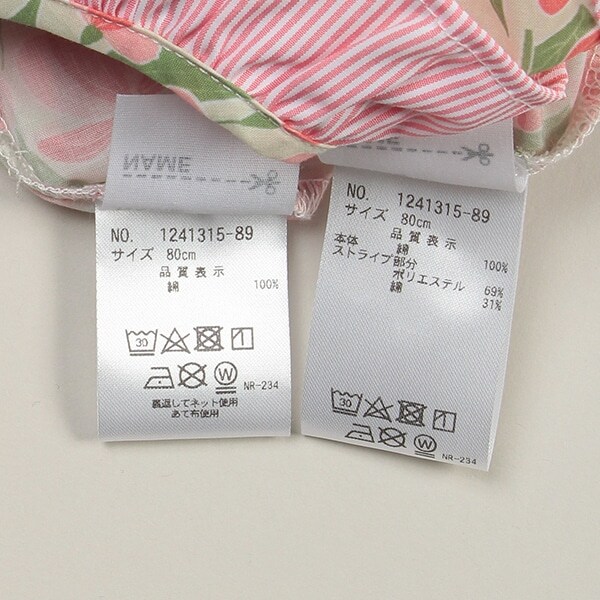 NAME
NO. 1241315-89
サイズ 80cm
品質表示
綿 100%
30
W
NR-234
裏返してネット使用
あて布使用
NO. 1241315-89
サイズ 80cm
品質表示
本体 綿 100%
ストライプ部分
ポリエステル 69%
綿 31%
30
W
NR-234